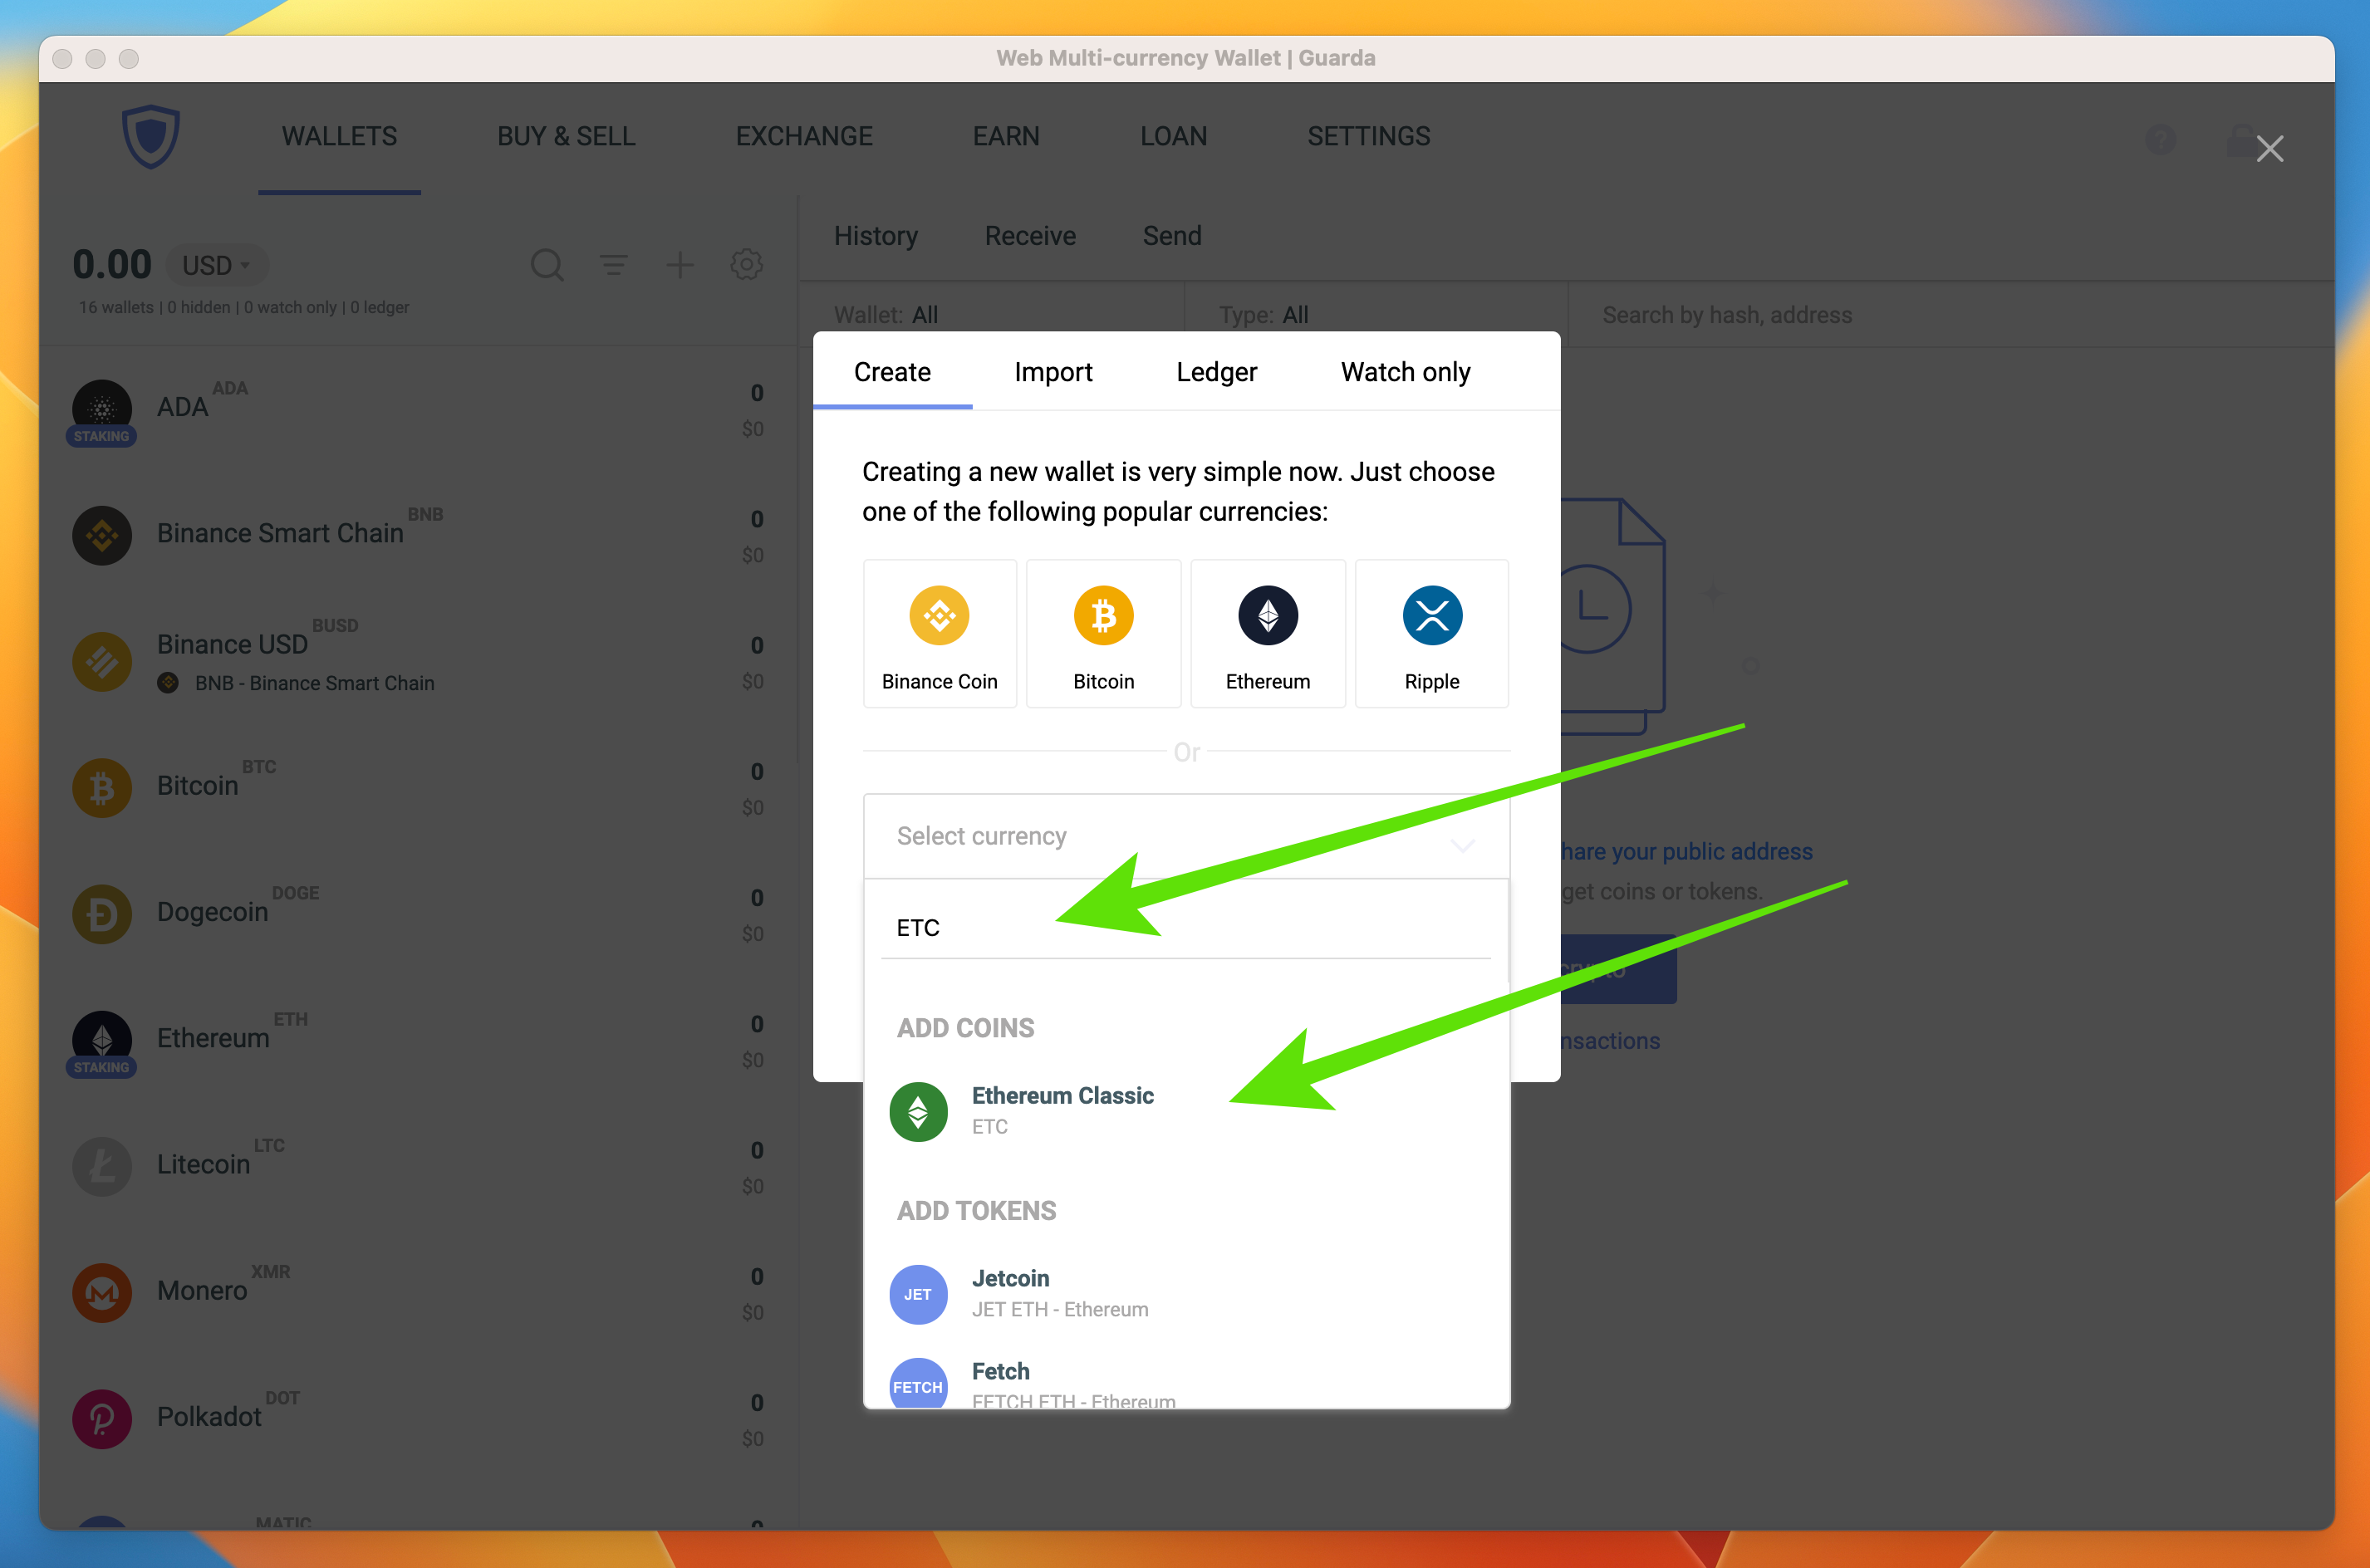 Web Multi-currency Wallet | Guarda
WALLETS
BUY & SELL
EXCHANGE
EARN
LOAN
SETTINGS
?
0.00
USD
16 wallets | 0 hidden | 0 watch only | 0 ledger
History
Receive
Send
Wallet: All
Type: All
Search by hash, address
ADA ADA
STAKING
0
$0
Binance Smart Chain BNB
0
$0
Binance USD BUSD
BNB - Binance Smart Chain
0
$0
Bitcoin BTC
0
$0
Dogecoin DOGE
0
$0
Ethereum ETH
STAKING
0
$0
Litecoin LTC
0
$0
Monero XMR
0
$0
Polkadot DOT
0
$0
MATIC
0
Create
Import
Ledger
Watch only
Creating a new wallet is very simple now. Just choose
one of the following popular currencies:
Binance Coin
Bitcoin
Ethereum
Ripple
Or
Select currency
ETC
ADD COINS
Ethereum Classic
ETC
ADD TOKENS
JET
Jetcoin
JET ETH - Ethereum
FETCH
Fetch
FETCH ETH - Ethereum
hare your public address
get coins or tokens.
nsactions